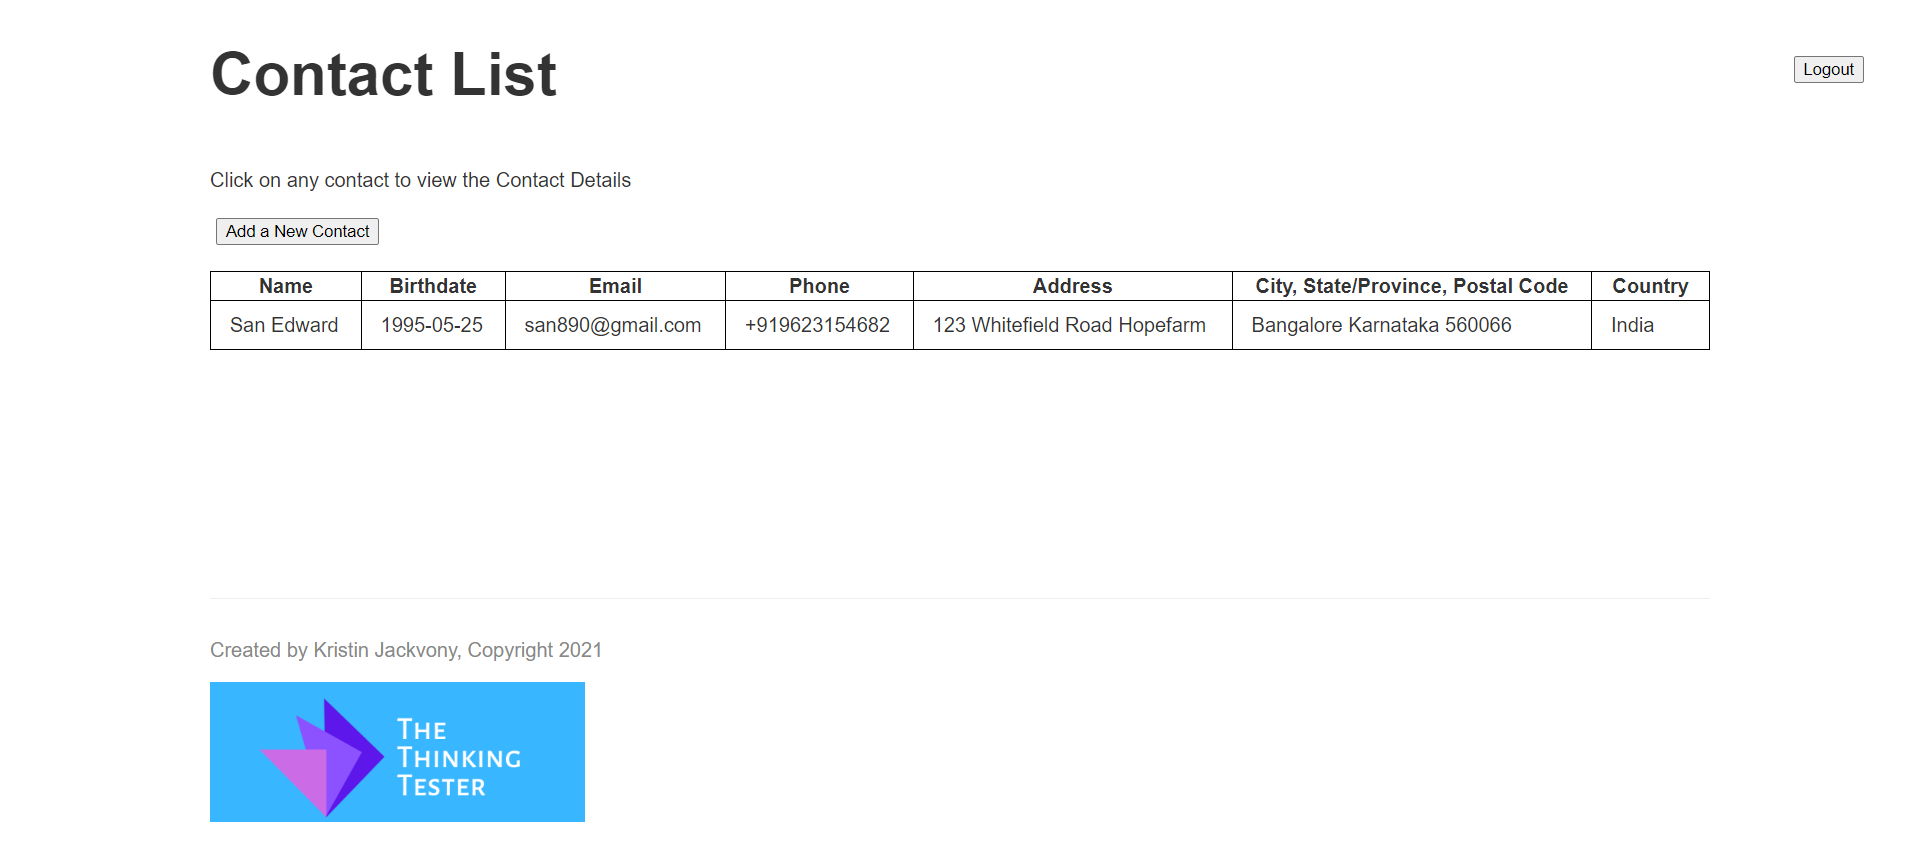 Contact List
Logout
Click on any contact to view the Contact Details
Add a New Contact
Name Birthdate Email Phone Address City, State/Province, Postal Code Country
San Edward 1995-05-25 san890@gmail.com +919623154682 123 Whitefield Road Hopefarm Bangalore Karnataka 560066 India
Created by Kristin Jackvony, Copyright 2021
THE
THINKING
TESTER